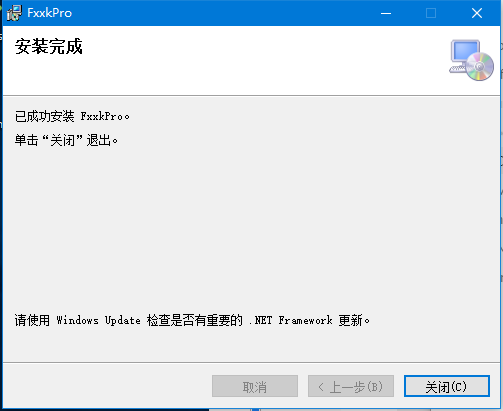 FxxkPro
安装完成
已成功安装 FxxkPro。
单击“关闭”退出。
请使用 Windows Update 检查是否有重要的 .NET Framework 更新。
取消
< 上一步(B)
关闭(C)